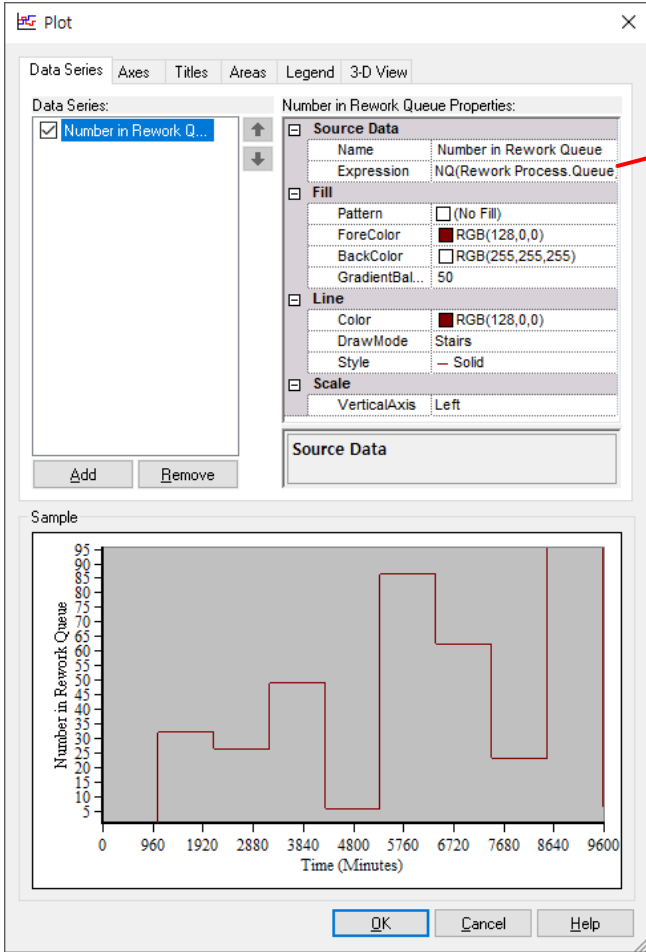 Plot
Data Series Axes Titles Areas Legend 3-D View
Data Series:
Number in Rework Q...
Add Remove
Number in Rework Queue Properties:
Source Data
Name Number in Rework Queue
Expression NQ(Rework Process.Queue
Fill
Pattern (No Fill)
ForeColor RGB(128,0,0)
BackColor RGB(255,255,255)
GradientBal... 50
Line
Color RGB(128,0,0)
DrawMode Stairs
Style Solid
Scale
VerticalAxis Left
Source Data
Sample
Number in Rework Queue
95
90
85
80
75
70
65
60
55
50
45
40
35
30
25
20
15
10
5
0 960 1920 2880 3840 4800 5760 6720 7680 8640 9600
Time (Minutes)
OK Cancel Help